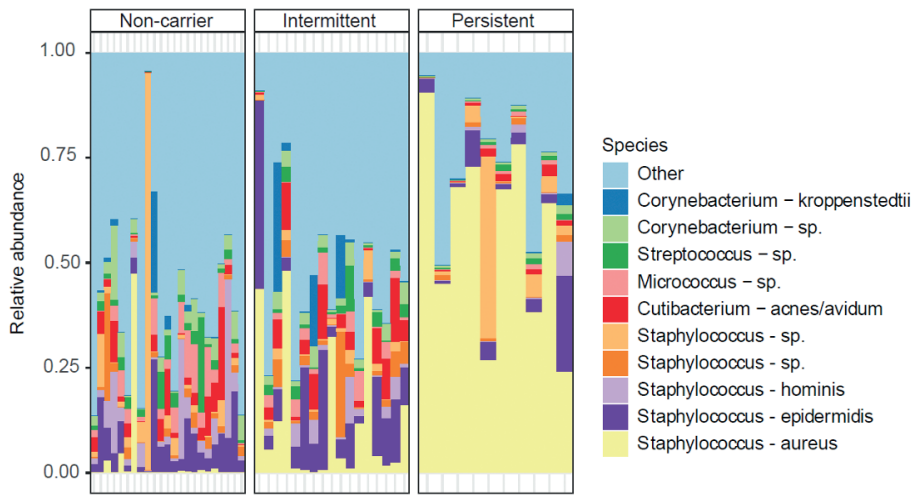 Non-carrier
Intermittent
Persistent
Relative abundance
1.00
0.75
0.50
0.25
0.00
Species
Other
Corynebacterium − kroppenstedtii
Corynebacterium − sp.
Streptococcus − sp.
Micrococcus − sp.
Cutibacterium − acnes/avidum
Staphylococcus - sp.
Staphylococcus - sp.
Staphylococcus - hominis
Staphylococcus - epidermidis
Staphylococcus - aureus